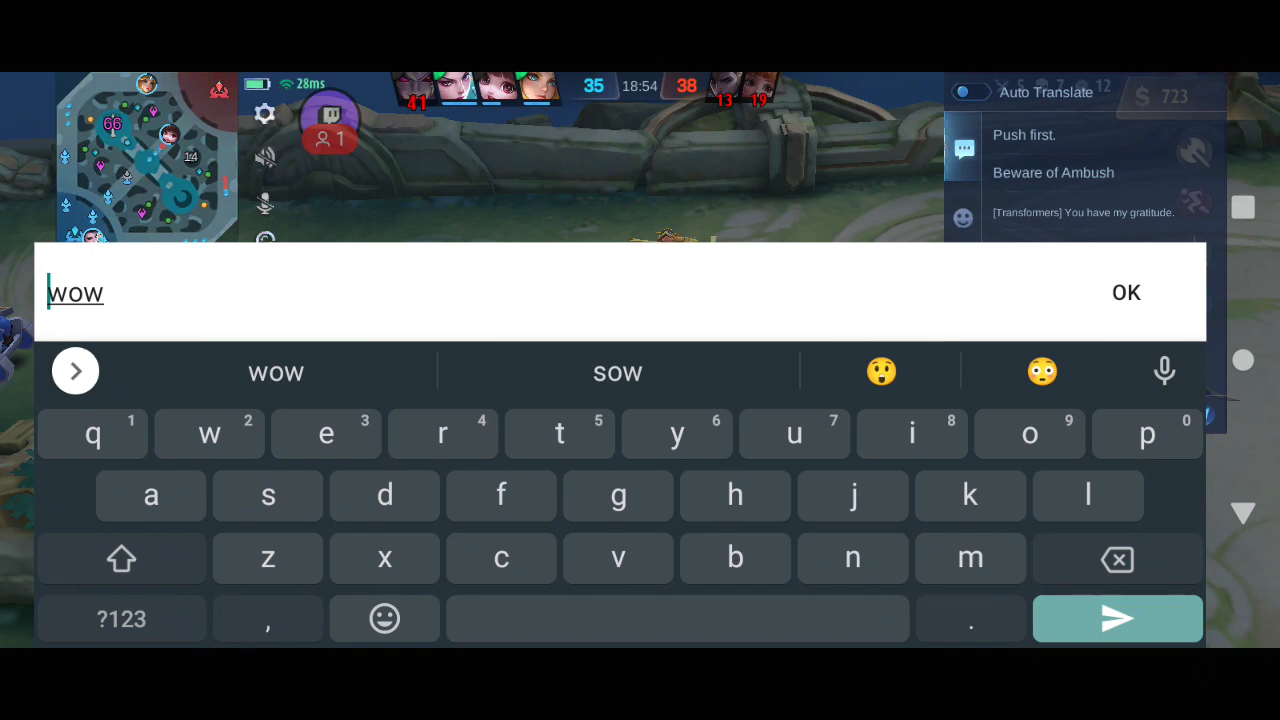 28ms
41
35 18:54 38
13 19
Auto Translate
12
$ 723
66
14
1
Push first.
Beware of Ambush
[Transformers] You have my gratitude.
wow
OK
wow sow
q 1 w 2 e 3 r 4 t 5 y 6 u 7 i 8 o 9 p 0
a s d f g h j k l
z x c v b n m
?123 , .